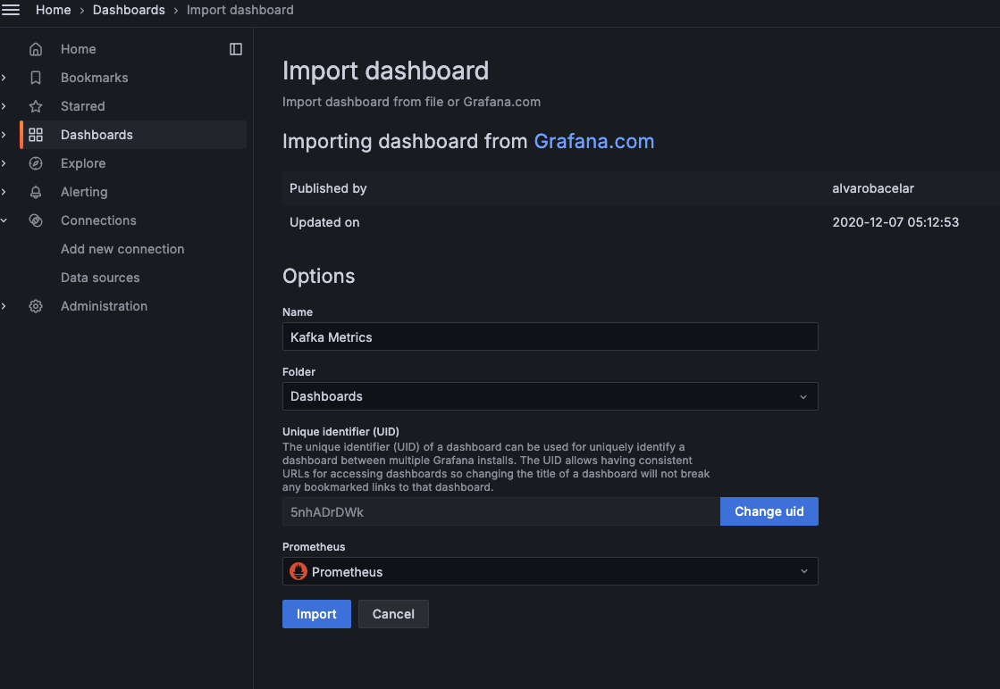 Home › Dashboards › Import dashboard
Home
Bookmarks
Starred
Dashboards
Explore
Alerting
Connections
Add new connection
Data sources
Administration
Import dashboard
Import dashboard from file or Grafana.com
Importing dashboard from Grafana.com
Published by alvarobacelar
Updated on 2020-12-07 05:12:53
Options
Name
Kafka Metrics
Folder
Dashboards
Unique identifier (UID)
The unique identifier (UID) of a dashboard can be used for uniquely identify a
dashboard between multiple Grafana installs. The UID allows having consistent
URLs for accessing dashboards so changing the title of a dashboard will not break
any bookmarked links to that dashboard.
5nhADrDWk Change uid
Prometheus
Prometheus
Import Cancel